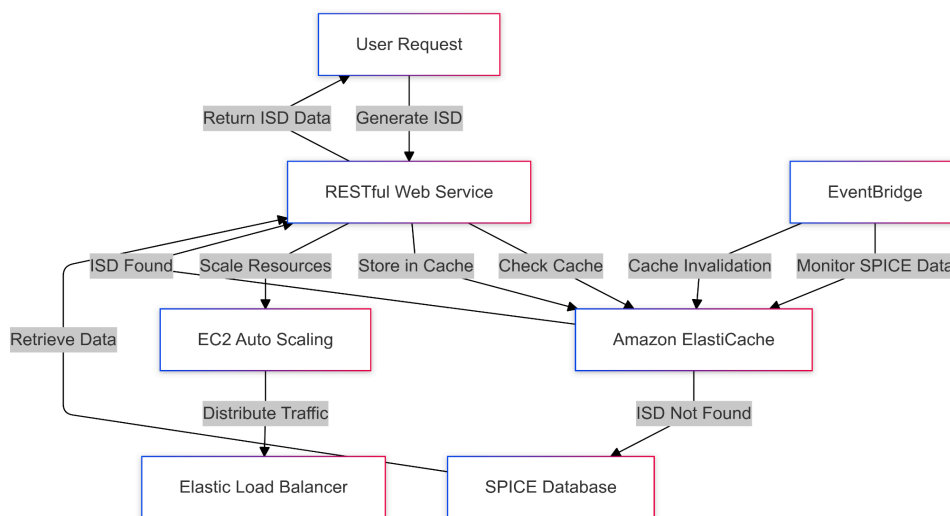 User Request
Return ISD Data
Generate ISD
RESTful Web Service
EventBridge
ISD Found
Scale Resources
Store in Cache
Check Cache
Cache Invalidation
Monitor SPICE Data
Retrieve Data
EC2 Auto Scaling
Amazon ElastiCache
Distribute Traffic
ISD Not Found
Elastic Load Balancer
SPICE Database